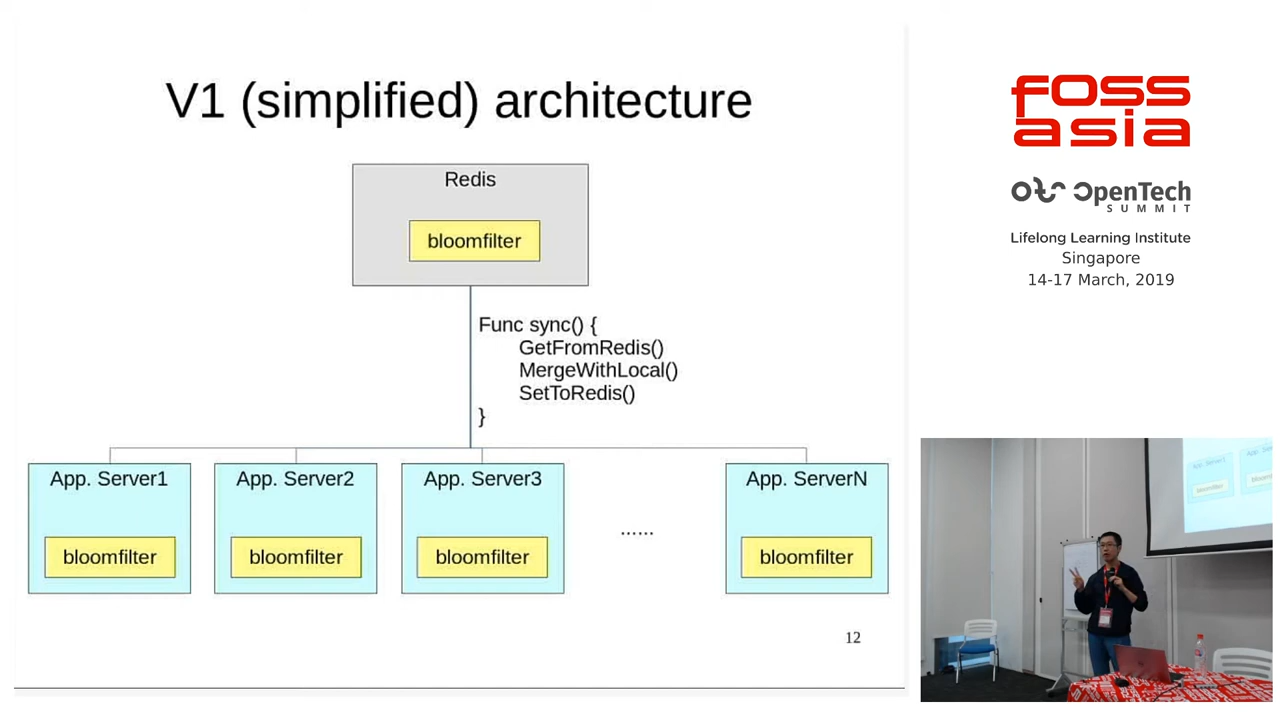 V1 (simplified) architecture
Redis
bloomfilter
Func sync() {
GetFromRedis()
MergeWithLocal()
SetToRedis()
}
App. Server1
App. Server2
App. Server3
App. ServerN
......
bloomfilter
bloomfilter
bloomfilter
bloomfilter
12
foss
asia
OpenTech
SUMMIT
Lifelong Learning Institute
Singapore
14-17 March, 2019